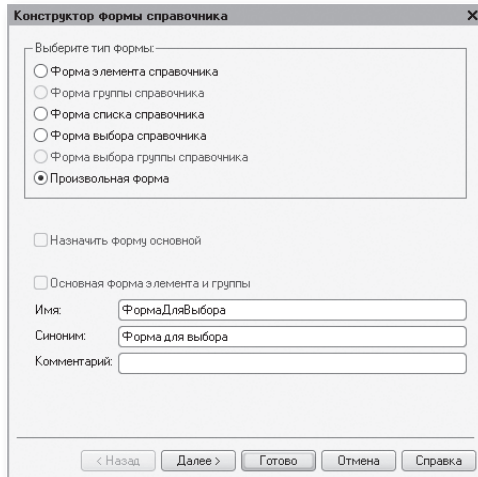 Конструктор формы справочника
Выберите тип формы:
Форма элемента справочника
Форма группы справочника
Форма списка справочника
Форма выбора справочника
Форма выбора группы справочника
Произвольная форма
Назначить форму основной
Основная форма элемента и группы
Имя: ФормаДляВыбора
Синоним: Форма для выбора
Комментарий:
< Назад Далее > Готово Отмена Справка